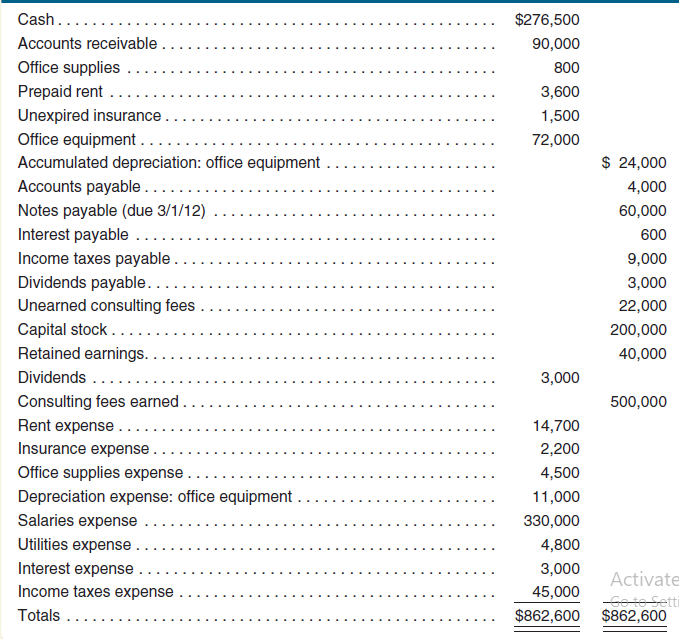 Cash . . . . . . . . . . . . . . . . . . . . $276,500
Accounts receivable . . . . . . . . . . . . . . . . . . . . 90,000
Office supplies . . . . . . . . . . . . . . . . . . . . 800
Prepaid rent . . . . . . . . . . . . . . . . . . . . 3,600
Unexpired insurance . . . . . . . . . . . . . . . . . . . . 1,500
Office equipment . . . . . . . . . . . . . . . . . . . . 72,000
Accumulated depreciation: office equipment . . . . . . . . . . . . . . . . . . . . $ 24,000
Accounts payable . . . . . . . . . . . . . . . . . . . . 4,000
Notes payable (due 3/1/12) . . . . . . . . . . . . . . . . . . . . 60,000
Interest payable . . . . . . . . . . . . . . . . . . . . 600
Income taxes payable . . . . . . . . . . . . . . . . . . . . 9,000
Dividends payable. . . . . . . . . . . . . . . . . . . . 3,000
Unearned consulting fees . . . . . . . . . . . . . . . . . . . . 22,000
Capital stock . . . . . . . . . . . . . . . . . . . . 200,000
Retained earnings. . . . . . . . . . . . . . . . . . . . 40,000
Dividends . . . . . . . . . . . . . . . . . . . . 3,000
Consulting fees earned . . . . . . . . . . . . . . . . . . . . 500,000
Rent expense . . . . . . . . . . . . . . . . . . . . 14,700
Insurance expense . . . . . . . . . . . . . . . . . . . . 2,200
Office supplies expense . . . . . . . . . . . . . . . . . . . . 4,500
Depreciation expense: office equipment . . . . . . . . . . . . . . . . . . . . 11,000
Salaries expense . . . . . . . . . . . . . . . . . . . . 330,000
Utilities expense . . . . . . . . . . . . . . . . . . . . 4,800
Interest expense . . . . . . . . . . . . . . . . . . . . 3,000
Activate
Income taxes expense . . . . . . . . . . . . . . . . . . . . 45,000
Go to Setti
Totals . . . . . . . . . . . . . . . . . . . . $862,600 $862,600